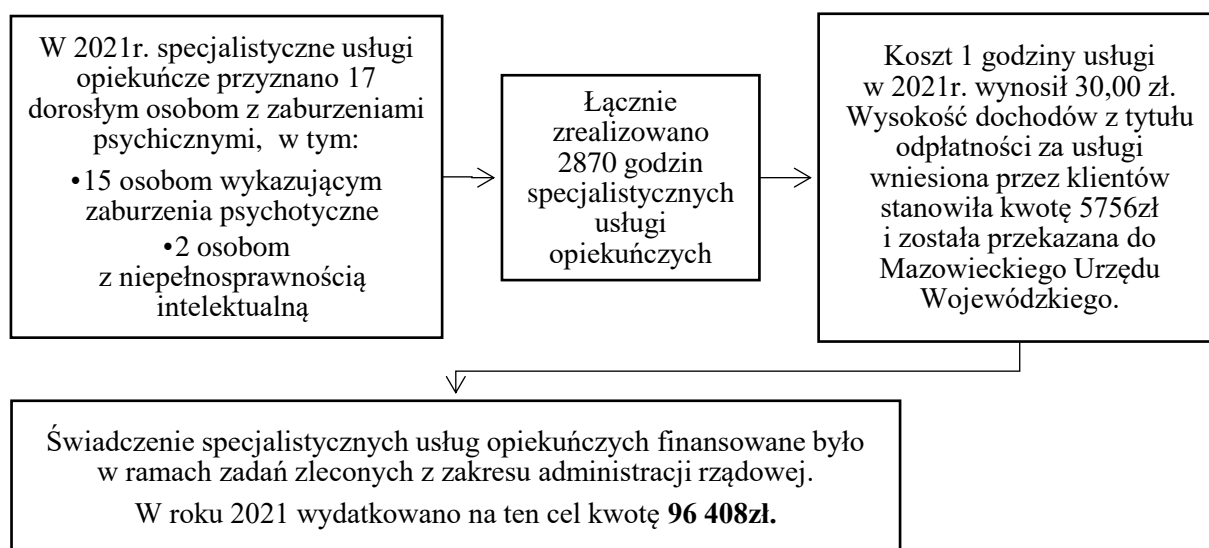 W 2021r. specjalistyczne usługi
opiekuńcze przyznano 17
dorosłym osobom z zaburzeniami
psychicznymi, w tym:
•15 osobom wykazującym
zaburzenia psychotyczne
•2 osobom
z niepełnosprawnością
intelektualną
Łącznie
zrealizowano
2870 godzin
specjalistycznych
usługi
opiekuńczych
Koszt 1 godziny usługi
w 2021r. wynosił 30,00 zł.
Wysokość dochodów z tytułu
odpłatności za usługi
wniesiona przez klientów
stanowiła kwotę 5756zł
i została przekazana do
Mazowieckiego Urzędu
Wojewódzkiego.
Świadczenie specjalistycznych usług opiekuńczych finansowane było
w ramach zadań zleconych z zakresu administracji rządowej.
W roku 2021 wydatkowano na ten cel kwotę 96 408zł.